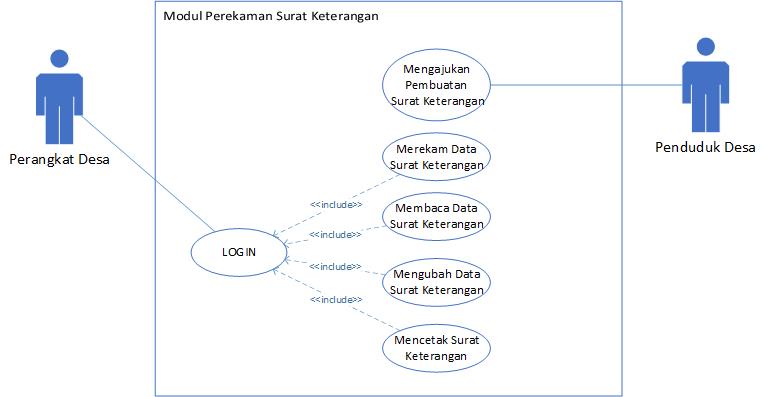 Modul Perekaman Surat Keterangan
Mengajukan
Pembuatan
Surat Keterangan
Perangkat Desa
Penduduk Desa
Merekam Data
Surat Keterangan
<<include>>
Membaca Data
Surat Keterangan
<<include>>
LOGIN
<<include>>
Mengubah Data
Surat Keterangan
<<include>>
Mencetak Surat
Keterangan